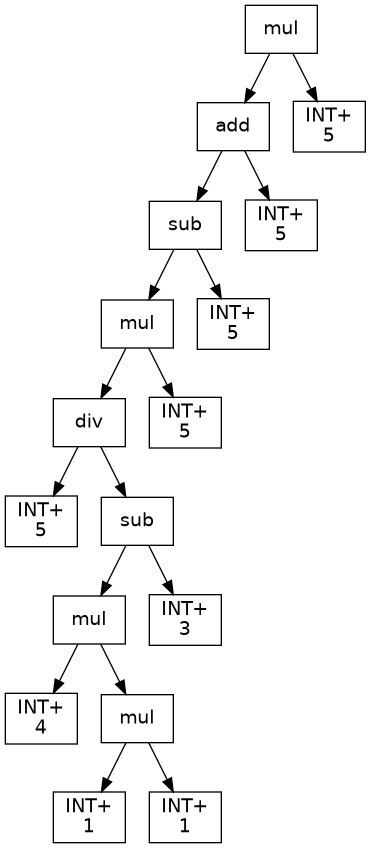 mul
add
INT+
5
sub
INT+
5
mul
INT+
5
div
INT+
5
INT+
5
sub
mul
INT+
3
INT+
4
mul
INT+
1
INT+
1